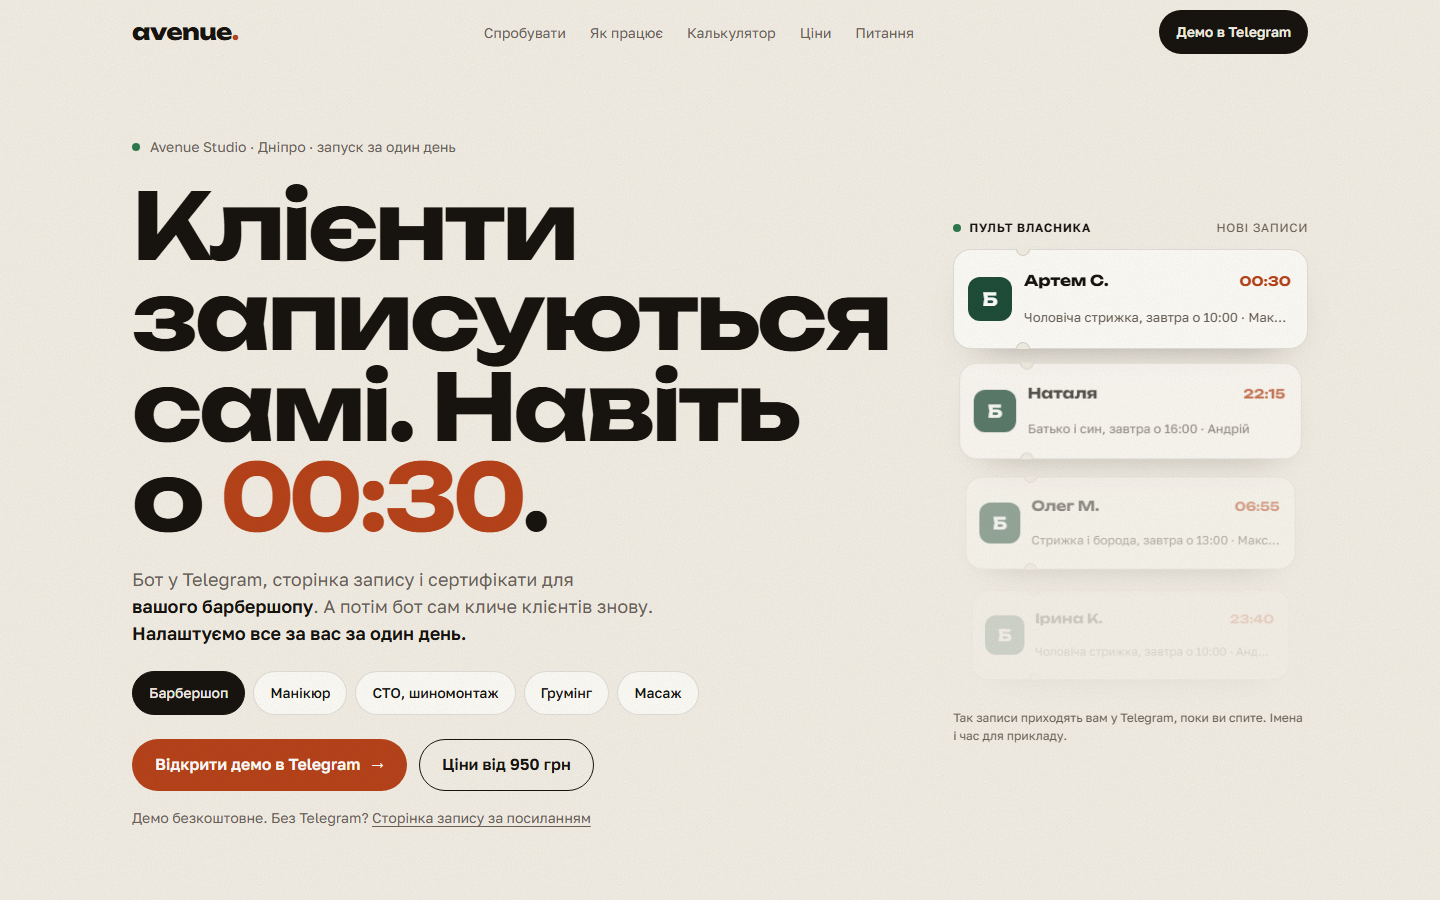 avenue.
Спробувати Як працює Калькулятор Ціни Питання
Демо в Telegram
Avenue Studio · Дніпро · запуск за один день
Клієнти
записуються
самі. Навіть
о 00:30.
Бот у Telegram, сторінка запису і сертифікати для
вашого барбершопу. А потім бот сам кличе клієнтів знову.
Налаштуємо все за вас за один день.
Барбершоп Манікюр СТО, шиномонтаж Грумінг Масаж
Відкрити демо в Telegram → Ціни від 950 грн
Демо безкоштовне. Без Telegram? Сторінка запису за посиланням
ПУЛЬТ ВЛАСНИКА НОВІ ЗАПИСИ
Б Артем С. 00:30
Чоловіча стрижка, завтра о 10:00 · Мак...
Б Наталя 22:15
Батько і син, завтра о 16:00 · Андрій
Б Олег М. 06:55
Стрижка і борода, завтра о 13:00 · Макс...
Б Ірина К. 23:40
Чоловіча стрижка, завтра о 10:00 · Анд...
Так записи приходять вам у Telegram, поки ви спите. Імена
і час для прикладу.